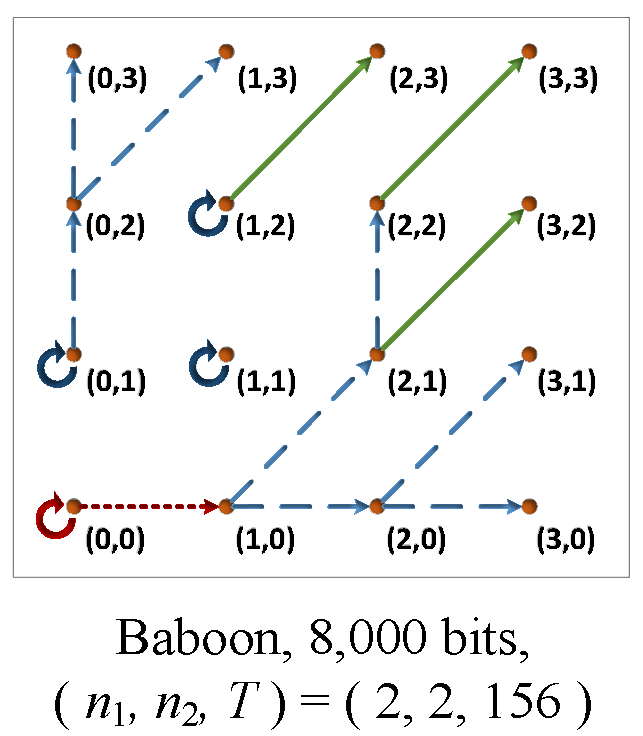 (0,3) (1,3) (2,3) (3,3)
(0,2) (1,2) (2,2) (3,2)
(0,1) (1,1) (2,1) (3,1)
(0,0) (1,0) (2,0) (3,0)
Baboon, 8,000 bits,
( n₁, n₂, T ) = ( 2, 2, 156 )